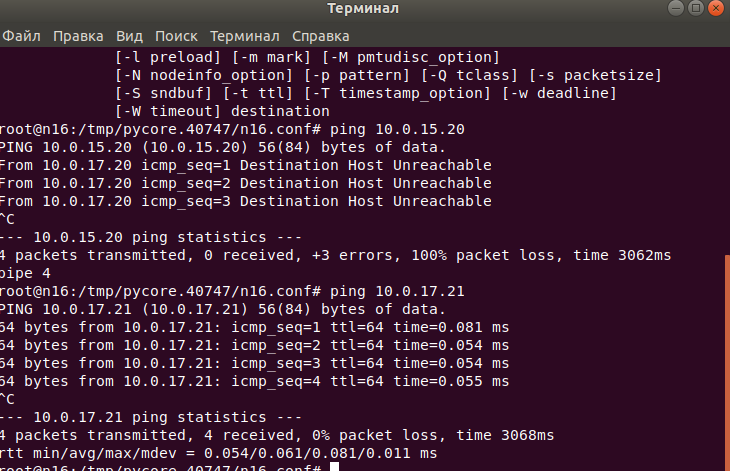 Терминал
Файл Правка Вид Поиск Терминал Справка
[-l preload] [-m mark] [-M pmtudisc_option]
[-N nodeinfo_option] [-p pattern] [-Q tclass] [-s packetsize]
[-S sndbuf] [-t ttl] [-T timestamp_option] [-w deadline]
[-W timeout] destination
root@n16:/tmp/pycore.40747/n16.conf# ping 10.0.15.20
PING 10.0.15.20 (10.0.15.20) 56(84) bytes of data.
From 10.0.17.20 icmp_seq=1 Destination Host Unreachable
From 10.0.17.20 icmp_seq=2 Destination Host Unreachable
From 10.0.17.20 icmp_seq=3 Destination Host Unreachable
^C
--- 10.0.15.20 ping statistics ---
4 packets transmitted, 0 received, +3 errors, 100% packet loss, time 3062ms
pipe 4
root@n16:/tmp/pycore.40747/n16.conf# ping 10.0.17.21
PING 10.0.17.21 (10.0.17.21) 56(84) bytes of data.
64 bytes from 10.0.17.21: icmp_seq=1 ttl=64 time=0.081 ms
64 bytes from 10.0.17.21: icmp_seq=2 ttl=64 time=0.054 ms
64 bytes from 10.0.17.21: icmp_seq=3 ttl=64 time=0.054 ms
64 bytes from 10.0.17.21: icmp_seq=4 ttl=64 time=0.055 ms
^C
--- 10.0.17.21 ping statistics ---
4 packets transmitted, 4 received, 0% packet loss, time 3068ms
rtt min/avg/max/mdev = 0.054/0.061/0.081/0.011 ms
root@n16:/tmp/pycore.40747/n16.conf#